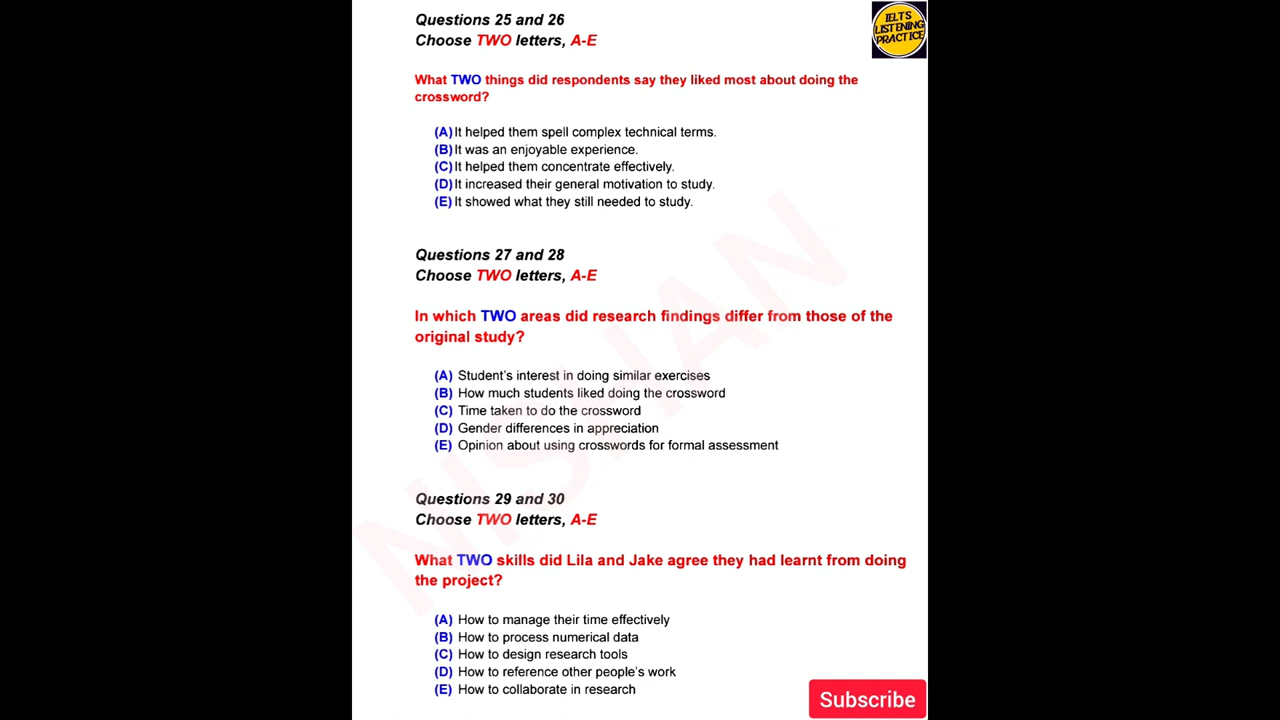 Questions 25 and 26
Choose TWO letters, A-E
What TWO things did respondents say they liked most about doing the
crossword?
(A) It helped them spell complex technical terms.
(B) It was an enjoyable experience.
(C) It helped them concentrate effectively.
(D) It increased their general motivation to study.
(E) It showed what they still needed to study.
Questions 27 and 28
Choose TWO letters, A-E
In which TWO areas did research findings differ from those of the
original study?
(A) Student's interest in doing similar exercises
(B) How much students liked doing the crossword
(C) Time taken to do the crossword
(D) Gender differences in appreciation
(E) Opinion about using crosswords for formal assessment
Questions 29 and 30
Choose TWO letters, A-E
What TWO skills did Lila and Jake agree they had learnt from doing
the project?
(A) How to manage their time effectively
(B) How to process numerical data
(C) How to design research tools
(D) How to reference other people's work
(E) How to collaborate in research
IELTS
LISTENING
PRACTICE
Subscribe